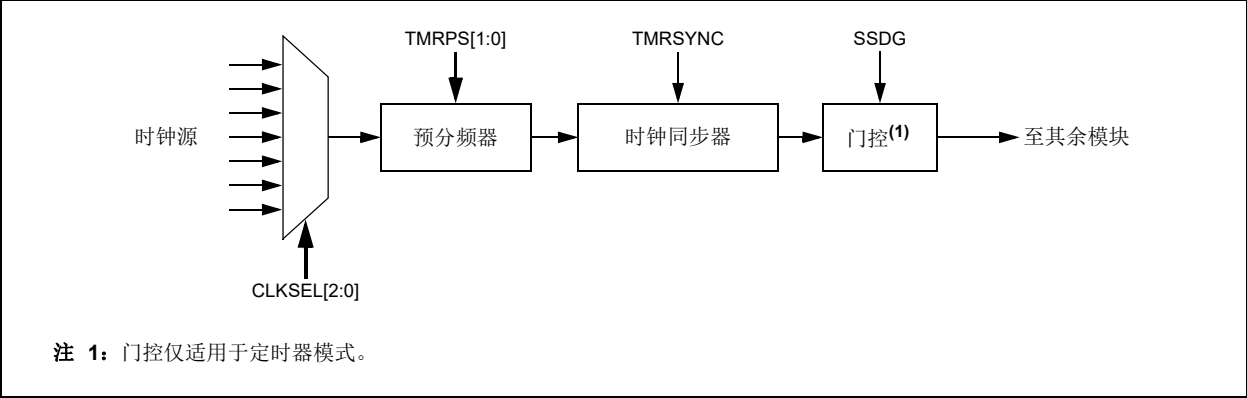 TMRPS[1:0]
TMRSYNC
SSDG
时钟源
预分频器
时钟同步器
门控(1)
至其余模块
CLKSEL[2:0]
注 1：门控仅适用于定时器模式。